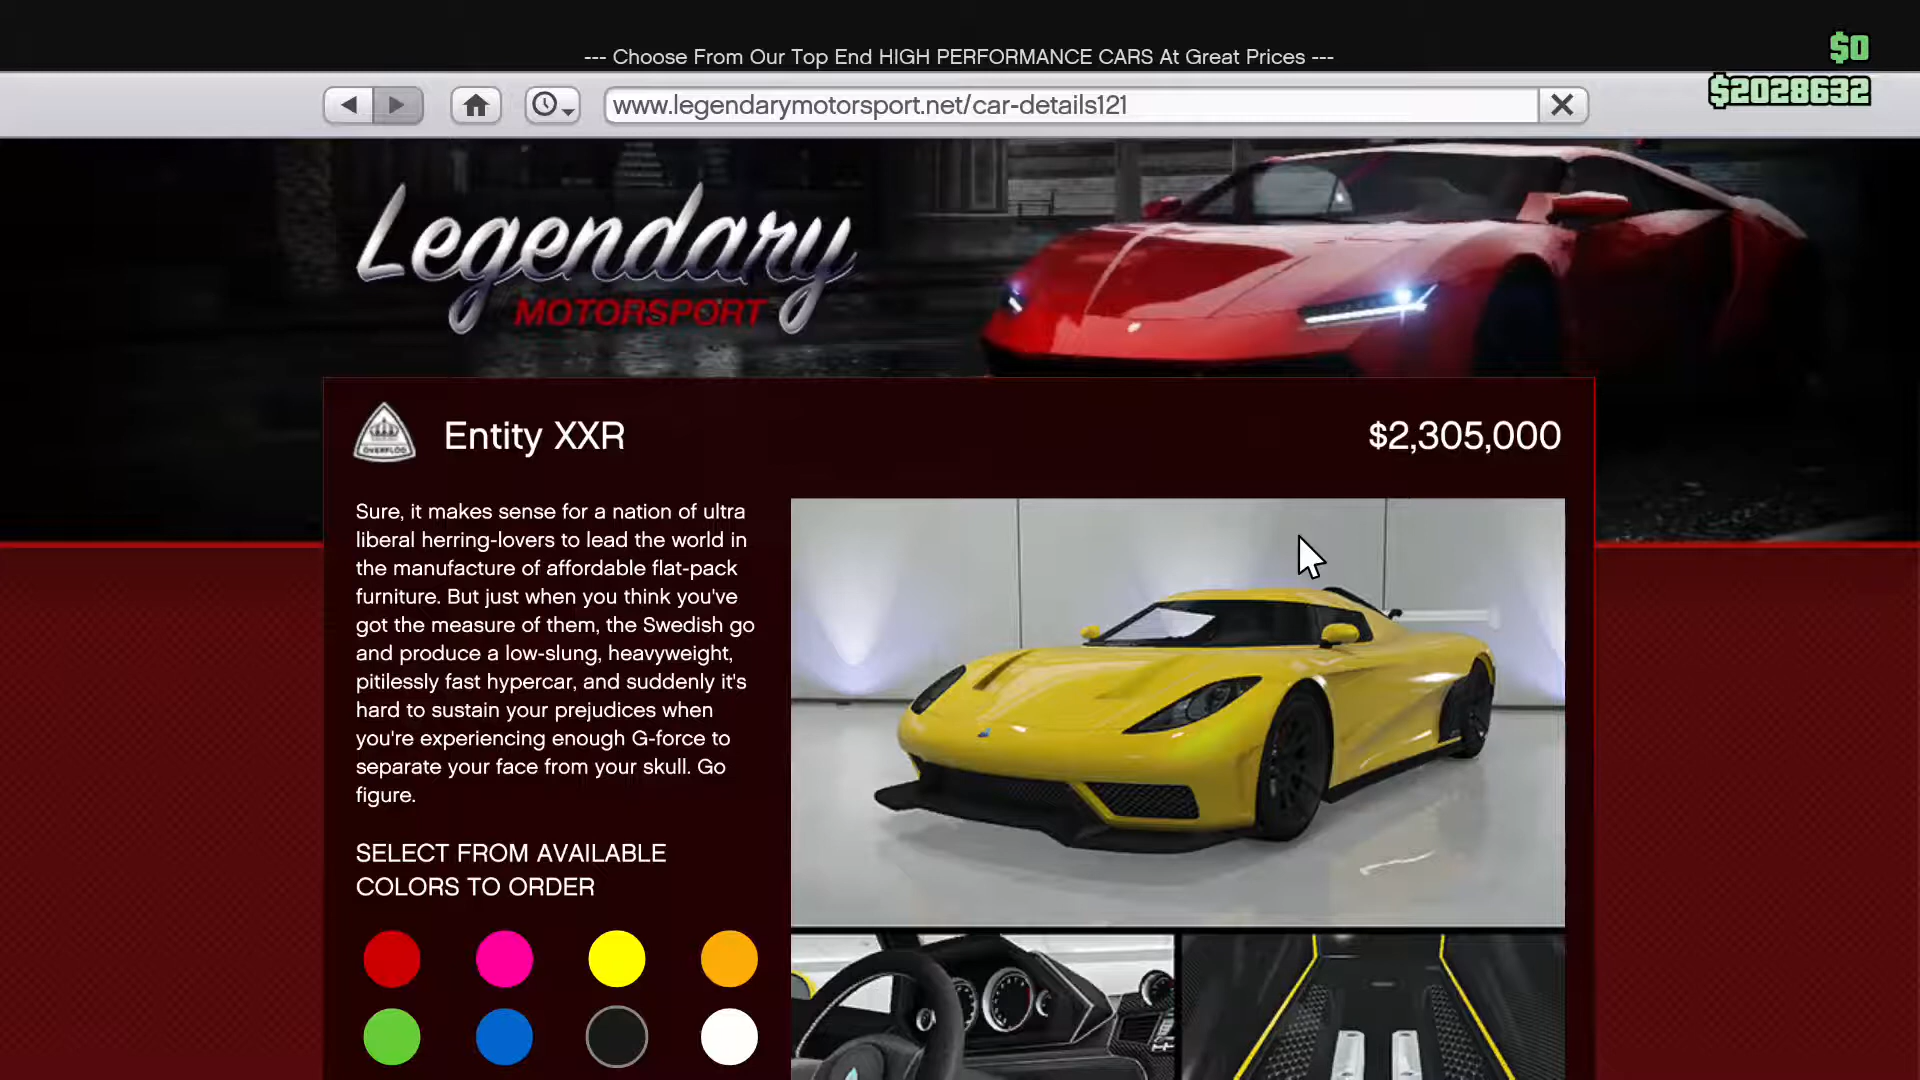 --- Choose From Our Top End HIGH PERFORMANCE CARS At Great Prices ---
$0
$2028632
www.legendarymotorsport.net/car-details121
Legendary
MOTORSPORT
OVERFLOD
Entity XXR
$2,305,000
Sure, it makes sense for a nation of ultra
liberal herring-lovers to lead the world in
the manufacture of affordable flat-pack
furniture. But just when you think you've
got the measure of them, the Swedish go
and produce a low-slung, heavyweight,
pitilessly fast hypercar, and suddenly it's
hard to sustain your prejudices when
you're experiencing enough G-force to
separate your face from your skull. Go
figure.
SELECT FROM AVAILABLE
COLORS TO ORDER